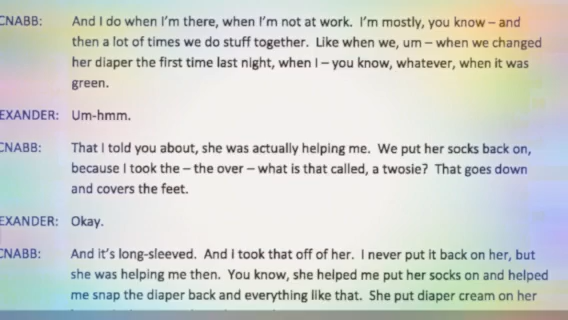 CNABB: And I do when I'm there, when I'm not at work. I'm mostly, you know – and
then a lot of times we do stuff together. Like when we, um – when we changed
her diaper the first time last night, when I – you know, whatever, when it was
green.
EXANDER: Um-hmm.
CNABB: That I told you about, she was actually helping me. We put her socks back on,
because I took the – the over – what is that called, a twosie? That goes down
and covers the feet.
EXANDER: Okay.
CNABB: And it's long-sleeved. And I took that off of her. I never put it back on her, but
she was helping me then. You know, she helped me put her socks on and helped
me snap the diaper back and everything like that. She put diaper cream on her